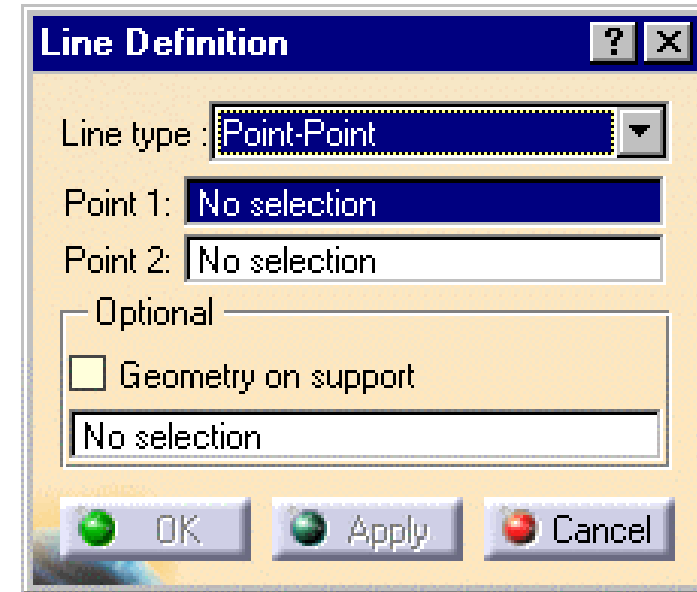 Line Definition
Line type : Point-Point
Point 1: No selection
Point 2: No selection
Optional
Geometry on support
No selection
OK Apply Cancel